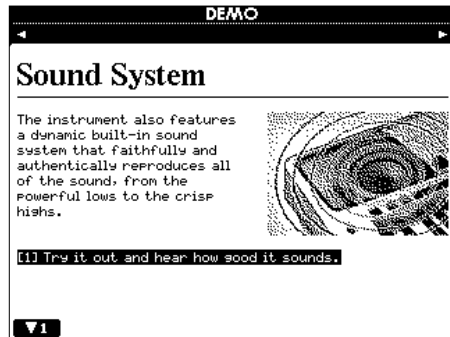 DEMO
Sound System
The instrument also features
a dynamic built-in sound
system that faithfully and
authentically reproduces all
of the sound, from the
powerful lows to the crisp
highs.
[1] Try it out and hear how good it sounds.
▼1